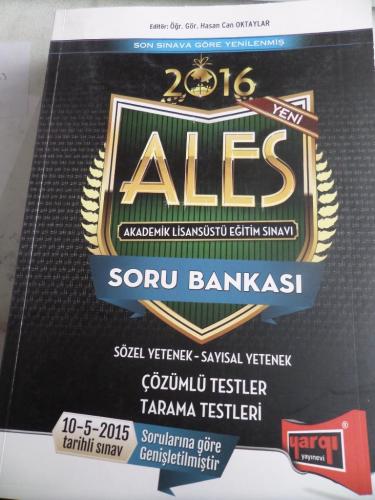 Editör: Öğr. Gör. Hasan Can OKTAYLAR
SON SINAVA GÖRE YENİLENMİŞ
2016
YENİ
ALES
AKADEMİK LİSANSÜSTÜ EĞİTİM SINAVI
SORU BANKASI
SÖZEL YETENEK - SAYISAL YETENEK
ÇÖZÜMLÜ TESTLER
TARAMA TESTLERİ
10-5-2015
tarihli sınav
Sorularına göre
Genişletilmiştir
yargı
yayınevi